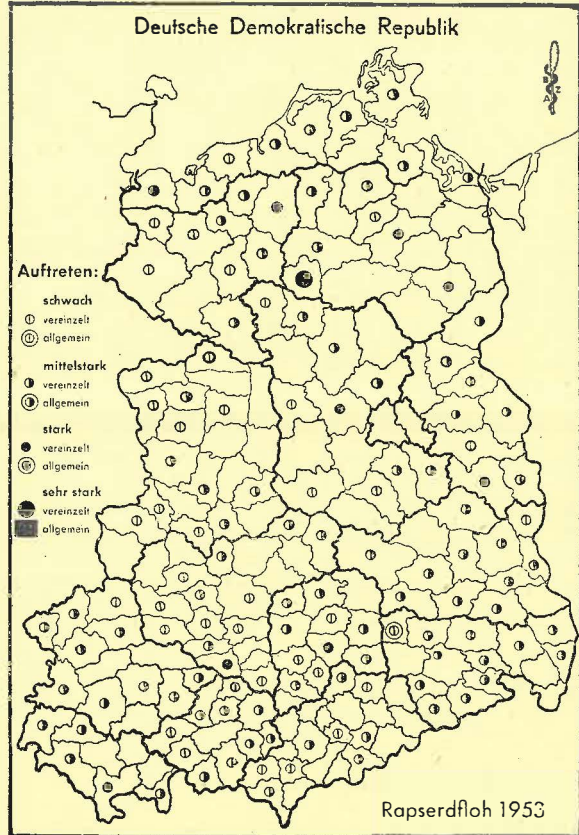 Deutsche Demokratische Republik
Auftreten:
schwach
vereinzelt
allgemein
mittelstark
vereinzelt
allgemein
stark
vereinzelt
allgemein
sehr stark
vereinzelt
allgemein
Rapserdfloh 1953